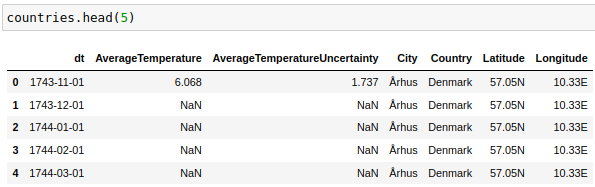 countries.head(5)
dt AverageTemperature AverageTemperatureUncertainty City Country Latitude Longitude
0 1743-11-01 6.068 1.737 Århus Denmark 57.05N 10.33E
1 1743-12-01 NaN NaN Århus Denmark 57.05N 10.33E
2 1744-01-01 NaN NaN Århus Denmark 57.05N 10.33E
3 1744-02-01 NaN NaN Århus Denmark 57.05N 10.33E
4 1744-03-01 NaN NaN Århus Denmark 57.05N 10.33E